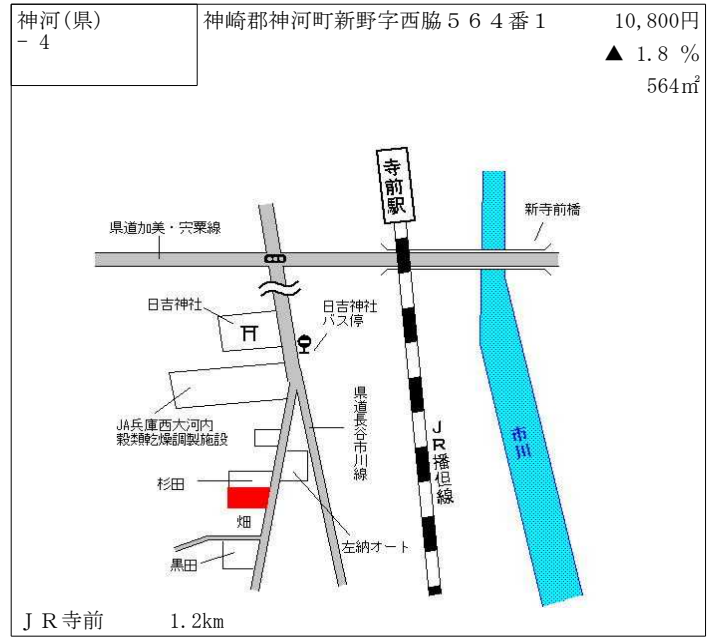 神河(県)
- 4
神崎郡神河町新野字西脇５６４番１
10,800円
▲ 1.8 %
564㎡
寺前駅
新寺前橋
県道加美・宍粟線
日吉神社
日吉神社
バス停
JA兵庫西大河内
穀類乾燥調製施設
県道長谷市川線
JR播但線
市川
杉田
畑
左納オート
黒田
ＪＲ寺前 1.2km